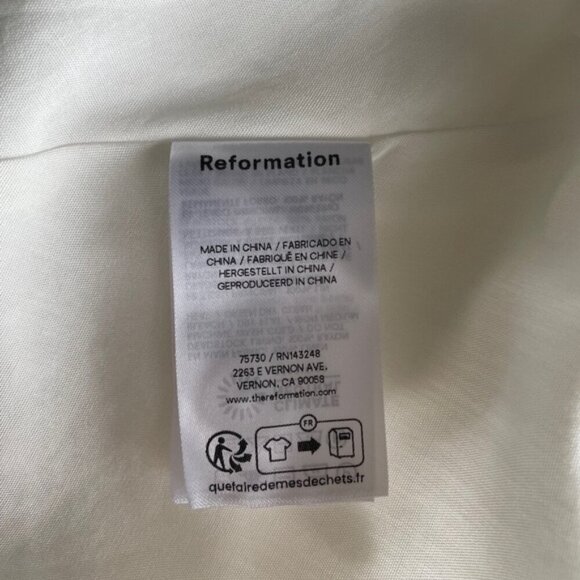 Reformation
MADE IN CHINA / FABRICADO EN
CHINA / FABRIQUÉ EN CHINE /
HERGESTELLT IN CHINA /
GEPRODUCEERD IN CHINA
75730 / RN143248
2263 E VERNON AVE.
VERNON, CA 90058
www.thereformation.com
FR
quefairedemesdechets.fr